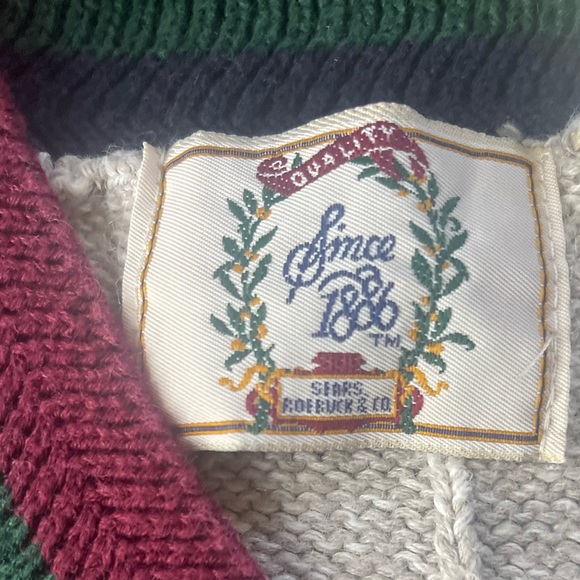 QUALITY
Since
1886
TM
SEARS,
ROEBUCK & CO.